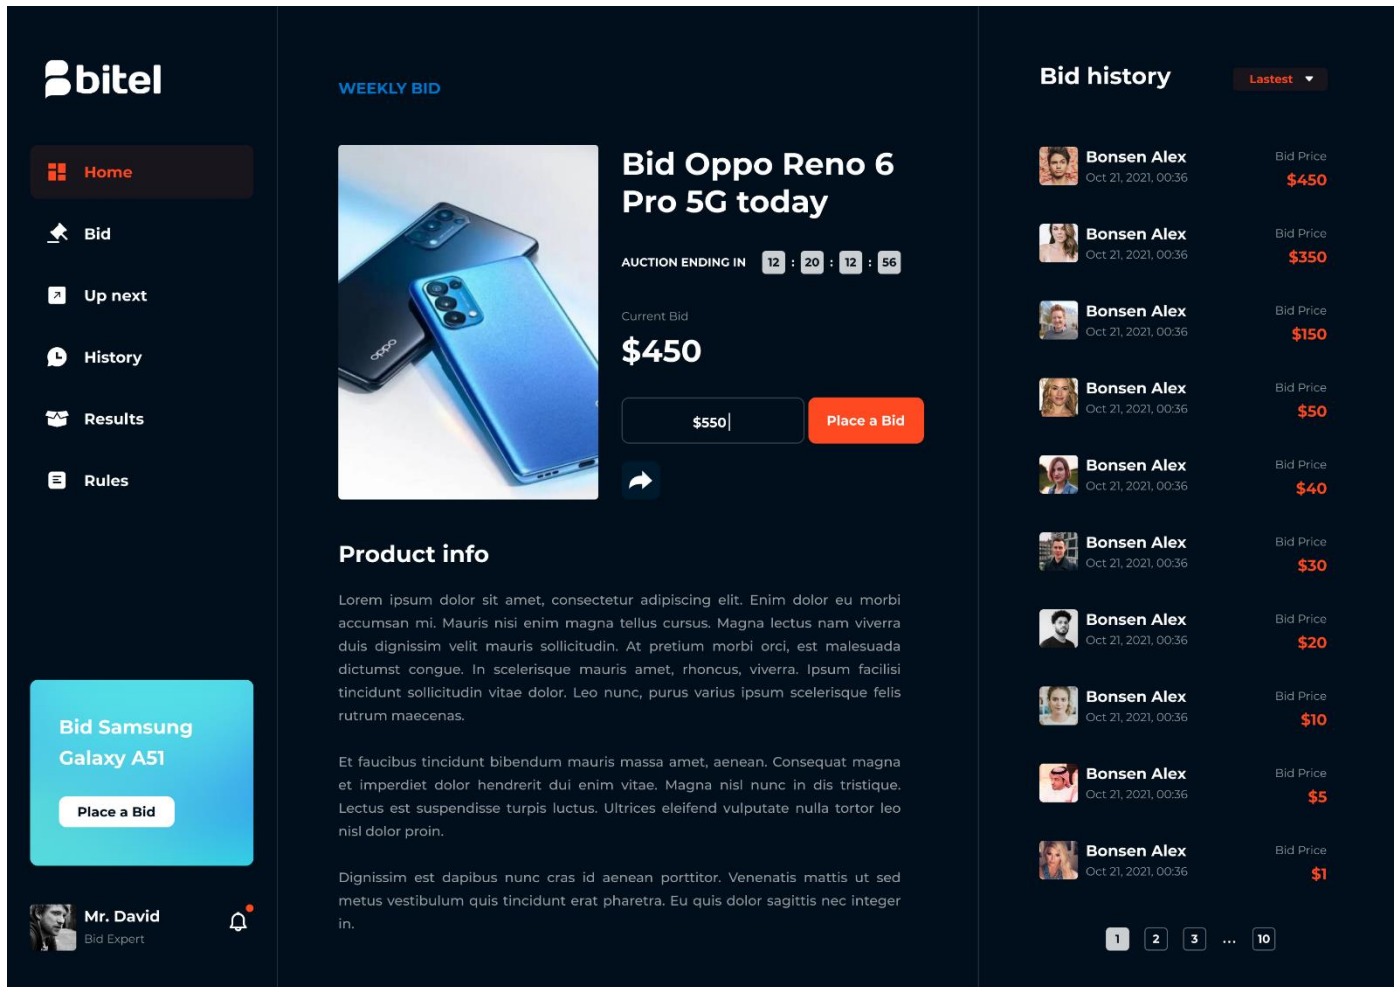 bitel
Home
Bid
Up next
History
Results
Rules
Bid Samsung
Galaxy A51
Place a Bid
Mr. David
Bid Expert
WEEKLY BID
oppo
Bid Oppo Reno 6
Pro 5G today
AUCTION ENDING IN 12 : 20 : 12 : 56
Current Bid
$450
$550 Place a Bid
Product info
Lorem ipsum dolor sit amet, consectetur adipiscing elit. Enim dolor eu morbi
accumsan mi. Mauris nisi enim magna tellus cursus. Magna lectus nam viverra
duis dignissim velit mauris sollicitudin. At pretium morbi orci, est malesuada
dictumst congue. In scelerisque mauris amet, rhoncus, viverra. Ipsum facilisi
tincidunt sollicitudin vitae dolor. Leo nunc, purus varius ipsum scelerisque felis
rutrum maecenas.
Et faucibus tincidunt bibendum mauris massa amet, aenean. Consequat magna
et imperdiet dolor hendrerit dui enim vitae. Magna nisl nunc in dis tristique.
Lectus est suspendisse turpis luctus. Ultrices eleifend vulputate nulla tortor leo
nisl dolor proin.
Dignissim est dapibus nunc cras id aenean porttitor. Venenatis mattis ut sed
metus vestibulum quis tincidunt erat pharetra. Eu quis dolor sagittis nec integer
in.
Bid history Lastest
Bonsen Alex Bid Price
Oct 21, 2021, 00:36 $450
Bonsen Alex Bid Price
Oct 21, 2021, 00:36 $350
Bonsen Alex Bid Price
Oct 21, 2021, 00:36 $150
Bonsen Alex Bid Price
Oct 21, 2021, 00:36 $50
Bonsen Alex Bid Price
Oct 21, 2021, 00:36 $40
Bonsen Alex Bid Price
Oct 21, 2021, 00:36 $30
Bonsen Alex Bid Price
Oct 21, 2021, 00:36 $20
Bonsen Alex Bid Price
Oct 21, 2021, 00:36 $10
Bonsen Alex Bid Price
Oct 21, 2021, 00:36 $5
Bonsen Alex Bid Price
Oct 21, 2021, 00:36 $1
1 2 3 ... 10